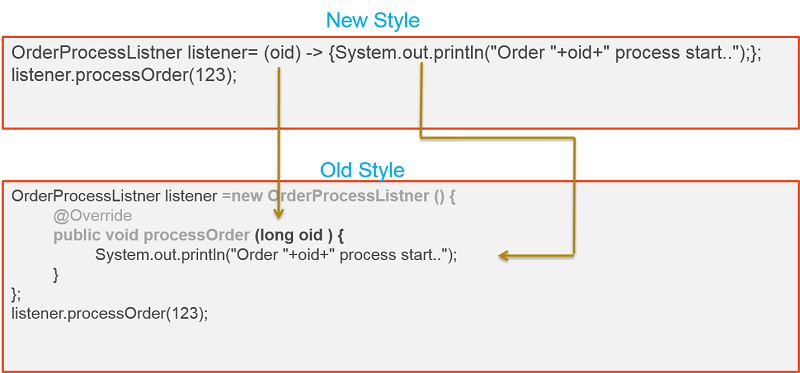 New Style
OrderProcessListner listener= (oid) -> {System.out.println("Order "+oid+" process start..");};
listener.processOrder(123);
Old Style
OrderProcessListner listener =new OrderProcessListner () {
@Override
public void processOrder (long oid ) {
System.out.println("Order "+oid+" process start..");
}
};
listener.processOrder(123);